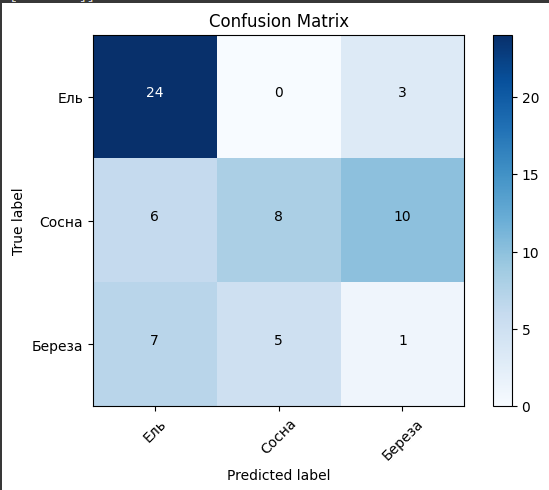 Confusion Matrix
Ель 24 0 3
Сосна 6 8 10
Береза 7 5 1
Ель Сосна Береза
True label
Predicted label
20
15
10
5
0